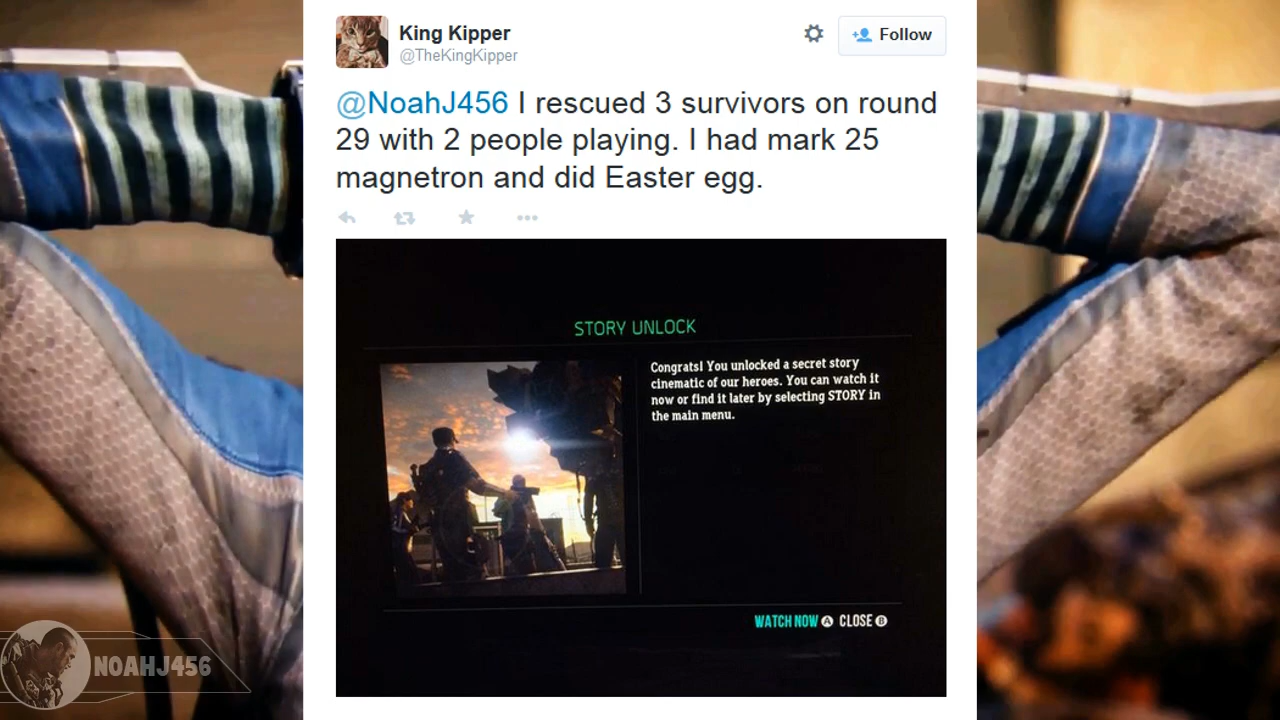 King Kipper
@TheKingKipper
Follow
@NoahJ456 I rescued 3 survivors on round
29 with 2 people playing. I had mark 25
magnetron and did Easter egg.
STORY UNLOCK
Congrats! You unlocked a secret story
cinematic of our heroes. You can watch it
now or find it later by selecting STORY in
the main menu.
WATCH NOW A CLOSE B
NOAHJ456